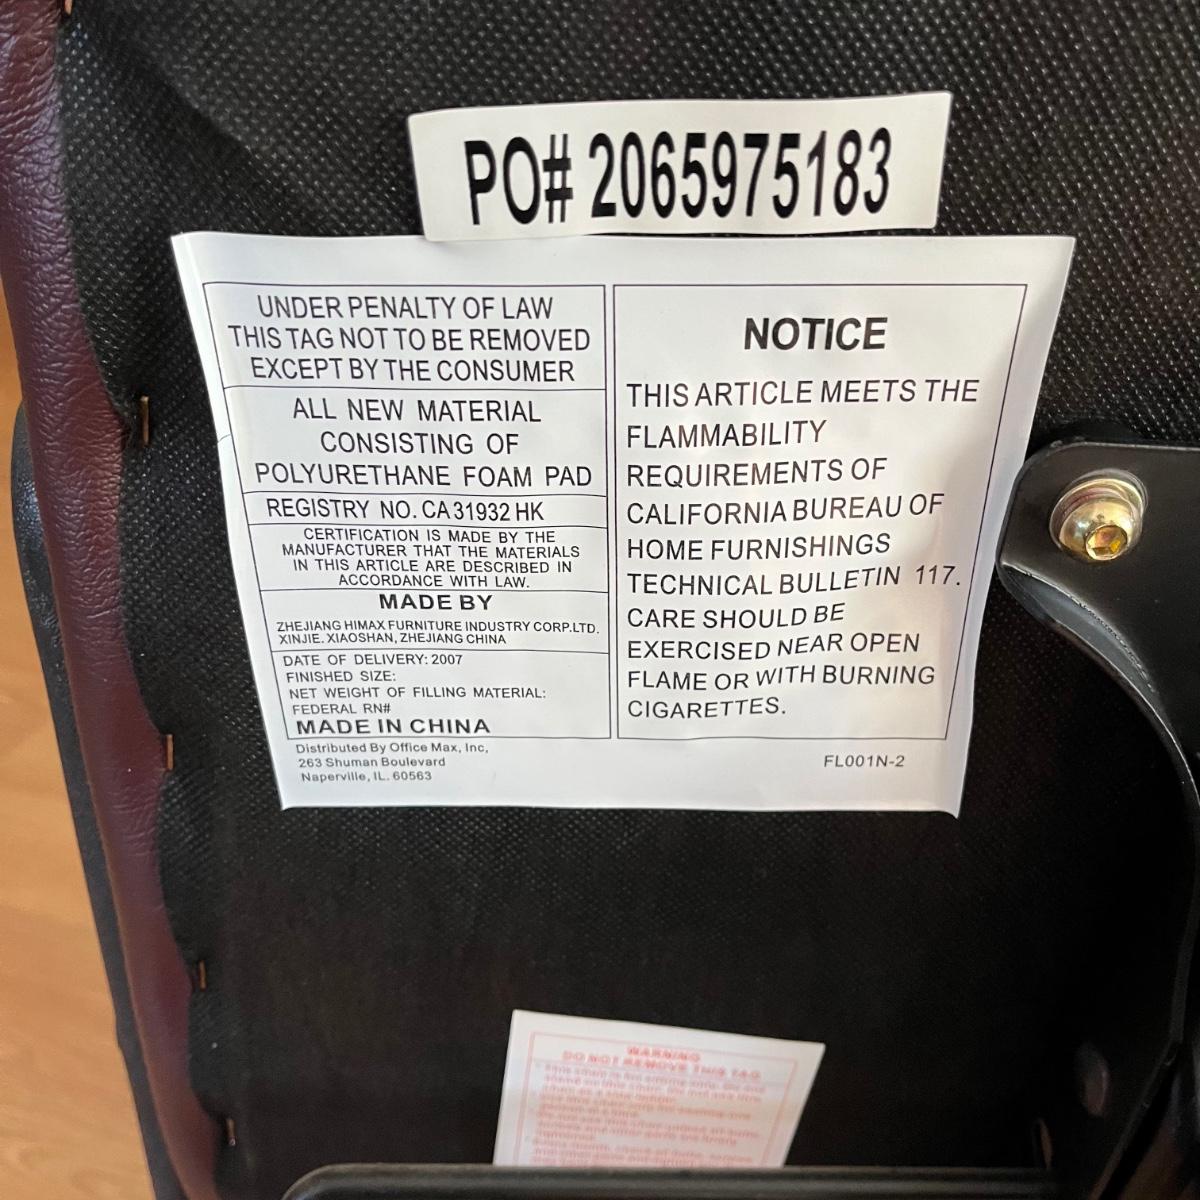 PO# 2065975183
UNDER PENALTY OF LAW
THIS TAG NOT TO BE REMOVED
EXCEPT BY THE CONSUMER
ALL NEW MATERIAL
CONSISTING OF
POLYURETHANE FOAM PAD
REGISTRY NO. CA 31932 HK
CERTIFICATION IS MADE BY THE
MANUFACTURER THAT THE MATERIALS
IN THIS ARTICLE ARE DESCRIBED IN
ACCORDANCE WITH LAW.
MADE BY
ZHEJIANG HIMAX FURNITURE INDUSTRY CORP.LTD.
XINJIE. XIAOSHAN, ZHEJIANG CHINA
DATE OF DELIVERY: 2007
FINISHED SIZE:
NET WEIGHT OF FILLING MATERIAL:
FEDERAL RN#
MADE IN CHINA
Distributed By Office Max, Inc,
263 Shuman Boulevard
Naperville, IL. 60563
NOTICE
THIS ARTICLE MEETS THE
FLAMMABILITY
REQUIREMENTS OF
CALIFORNIA BUREAU OF
HOME FURNISHINGS
TECHNICAL BULLETIN 117.
CARE SHOULD BE
EXERCISED NEAR OPEN
FLAME OR WITH BURNING
CIGARETTES.
FL001N-2
WARNING
DO NOT REMOVE THIS TAG